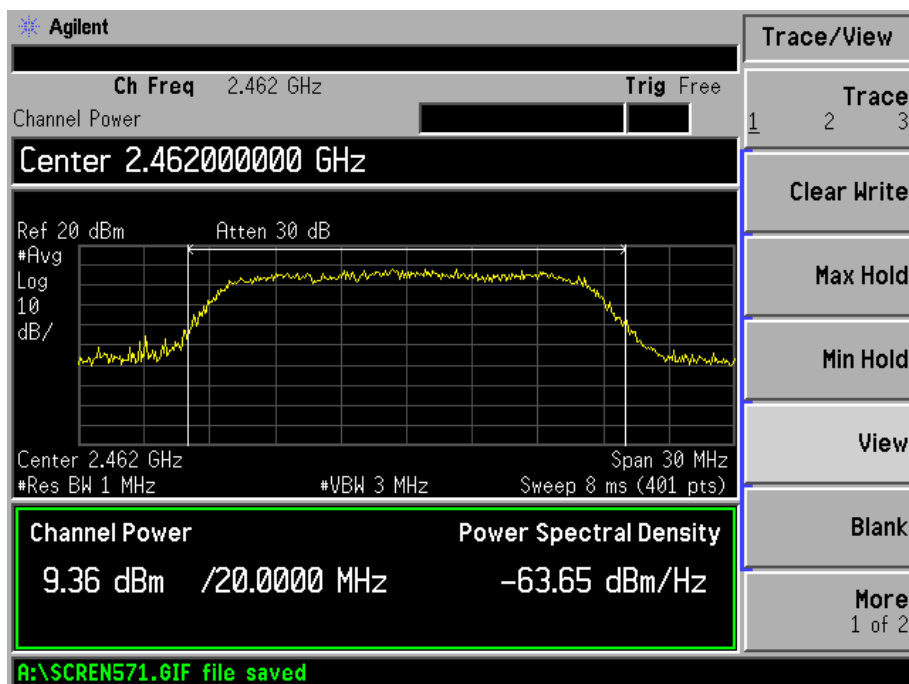 Agilent
Ch Freq 2.462 GHz Trig Free
Channel Power
Center 2.462000000 GHz
Ref 20 dBm Atten 30 dB
#Avg
Log
10
dB/
Center 2.462 GHz Span 30 MHz
#Res BW 1 MHz #VBW 3 MHz Sweep 8 ms (401 pts)
Channel Power Power Spectral Density
9.36 dBm /20.0000 MHz -63.65 dBm/Hz
A:\SCREN571.GIF file saved
Trace/View
Trace
1 2 3
Clear Write
Max Hold
Min Hold
View
Blank
More
1 of 2